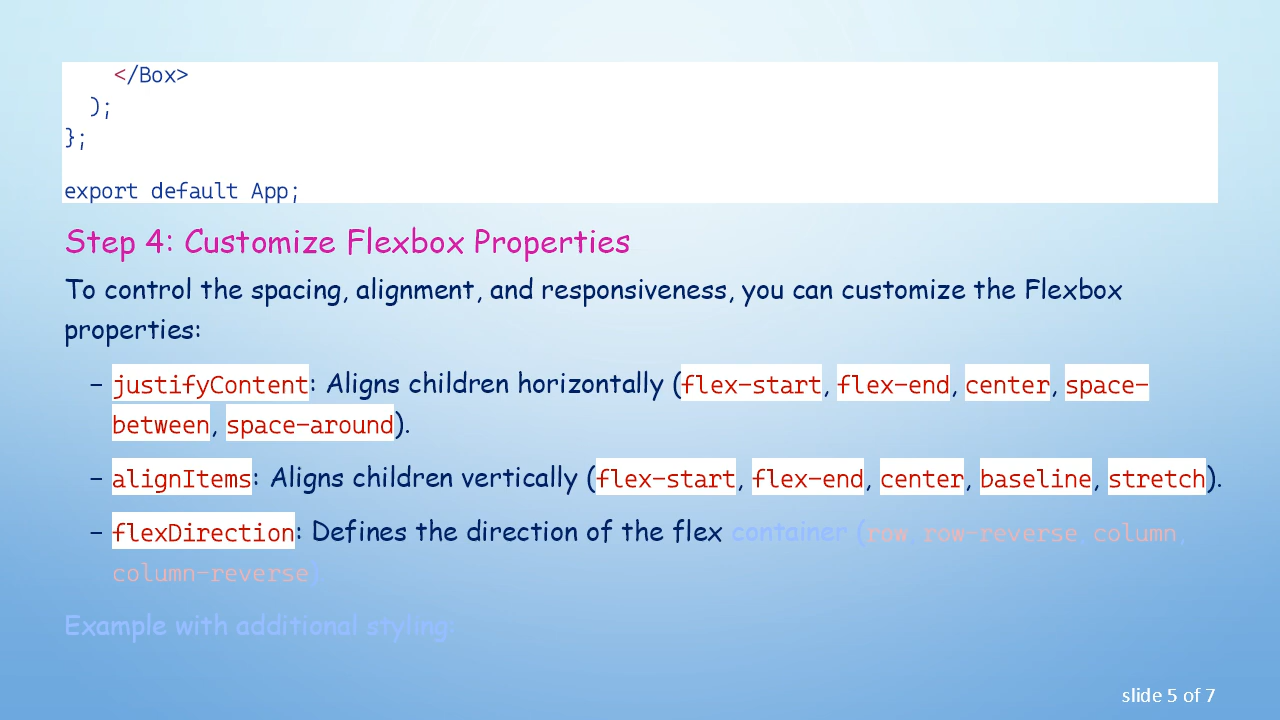 </Box>
  );
};
export default App;
Step 4: Customize Flexbox Properties
To control the spacing, alignment, and responsiveness, you can customize the Flexbox
properties:
– justifyContent: Aligns children horizontally (flex-start, flex-end, center, space-
between, space-around).
– alignItems: Aligns children vertically (flex-start, flex-end, center, baseline, stretch).
– flexDirection: Defines the direction of the flex container (row, row-reverse, column,
column-reverse)
Example with additional styling:
slide 5 of 7